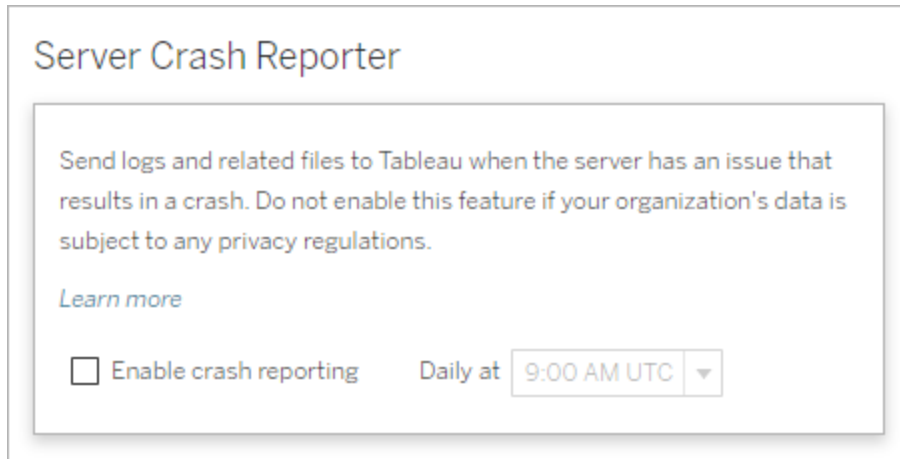 Server Crash Reporter
Send logs and related files to Tableau when the server has an issue that
results in a crash. Do not enable this feature if your organization's data is
subject to any privacy regulations.
Learn more
Enable crash reporting Daily at 9:00 AM UTC